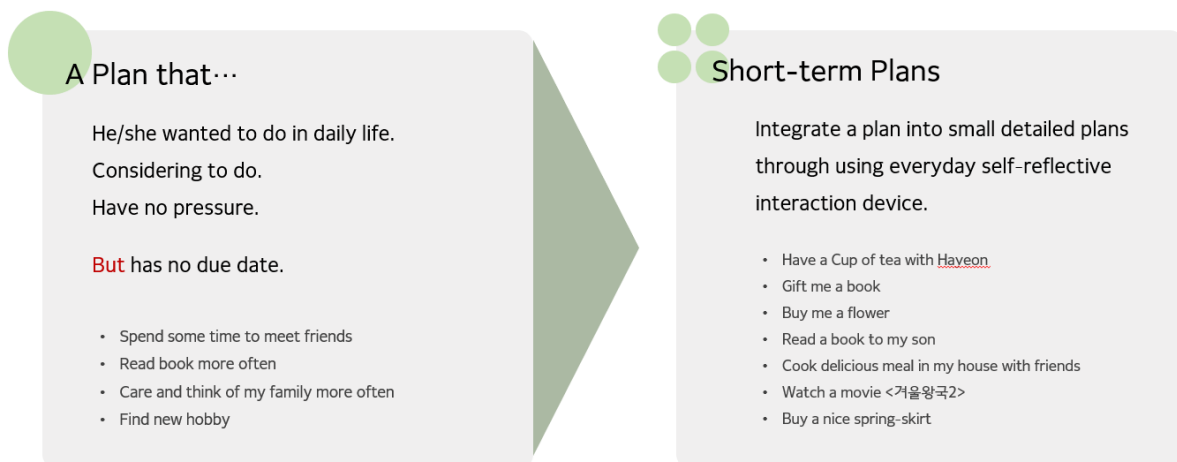 A Plan that…
He/she wanted to do in daily life.
Considering to do.
Have no pressure.
But has no due date.
• Spend some time to meet friends
• Read book more often
• Care and think of my family more often
• Find new hobby
Short-term Plans
Integrate a plan into small detailed plans
through using everyday self-reflective
interaction device.
• Have a Cup of tea with Hayeon
• Gift me a book
• Buy me a flower
• Read a book to my son
• Cook delicious meal in my house with friends
• Watch a movie <겨울왕국2>
• Buy a nice spring-skirt